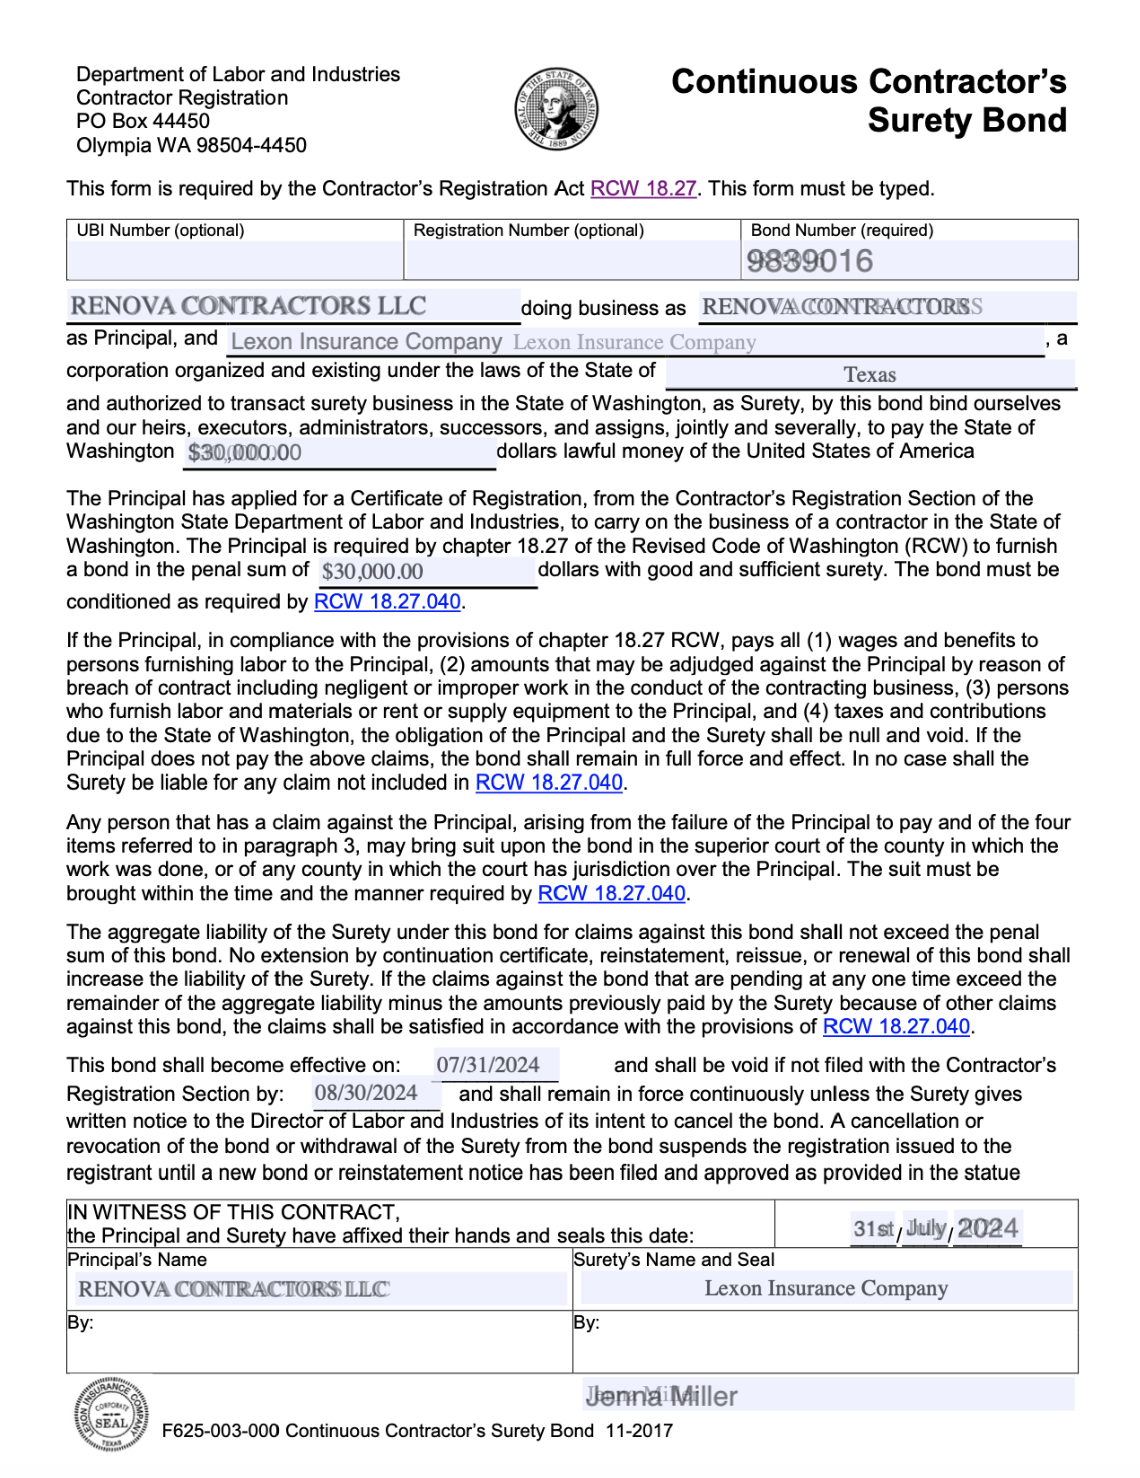 Department of Labor and Industries
Contractor Registration
PO Box 44450
Olympia WA 98504-4450
THE SEAL OF THE STATE OF WASHINGTON
1889
Continuous Contractor's
Surety Bond
This form is required by the Contractor's Registration Act RCW 18.27. This form must be typed.
UBI Number (optional) Registration Number (optional) Bond Number (required)
9839016
RENOVA CONTRACTORS LLC doing business as RENOVA CONTRACTORS
as Principal, and Lexon Insurance Company Lexon Insurance Company , a
corporation organized and existing under the laws of the State of Texas
and authorized to transact surety business in the State of Washington, as Surety, by this bond bind ourselves
and our heirs, executors, administrators, successors, and assigns, jointly and severally, to pay the State of
Washington $30,000.00 dollars lawful money of the United States of America
The Principal has applied for a Certificate of Registration, from the Contractor's Registration Section of the
Washington State Department of Labor and Industries, to carry on the business of a contractor in the State of
Washington. The Principal is required by chapter 18.27 of the Revised Code of Washington (RCW) to furnish
a bond in the penal sum of $30,000.00 dollars with good and sufficient surety. The bond must be
conditioned as required by RCW 18.27.040.
If the Principal, in compliance with the provisions of chapter 18.27 RCW, pays all (1) wages and benefits to
persons furnishing labor to the Principal, (2) amounts that may be adjudged against the Principal by reason of
breach of contract including negligent or improper work in the conduct of the contracting business, (3) persons
who furnish labor and materials or rent or supply equipment to the Principal, and (4) taxes and contributions
due to the State of Washington, the obligation of the Principal and the Surety shall be null and void. If the
Principal does not pay the above claims, the bond shall remain in full force and effect. In no case shall the
Surety be liable for any claim not included in RCW 18.27.040.
Any person that has a claim against the Principal, arising from the failure of the Principal to pay and of the four
items referred to in paragraph 3, may bring suit upon the bond in the superior court of the county in which the
work was done, or of any county in which the court has jurisdiction over the Principal. The suit must be
brought within the time and the manner required by RCW 18.27.040.
The aggregate liability of the Surety under this bond for claims against this bond shall not exceed the penal
sum of this bond. No extension by continuation certificate, reinstatement, reissue, or renewal of this bond shall
increase the liability of the Surety. If the claims against the bond that are pending at any one time exceed the
remainder of the aggregate liability minus the amounts previously paid by the Surety because of other claims
against this bond, the claims shall be satisfied in accordance with the provisions of RCW 18.27.040.
This bond shall become effective on: 07/31/2024 and shall be void if not filed with the Contractor's
Registration Section by: 08/30/2024 and shall remain in force continuously unless the Surety gives
written notice to the Director of Labor and Industries of its intent to cancel the bond. A cancellation or
revocation of the bond or withdrawal of the Surety from the bond suspends the registration issued to the
registrant until a new bond or reinstatement notice has been filed and approved as provided in the statue
IN WITNESS OF THIS CONTRACT,
the Principal and Surety have affixed their hands and seals this date: 31st / July / 2024
Principal's Name Surety's Name and Seal
RENOVA CONTRACTORS LLC Lexon Insurance Company
By: By:
Jenna Miller
LEXON INSURANCE COMPANY
CORPORATE
SEAL
TEXAS
F625-003-000 Continuous Contractor's Surety Bond 11-2017